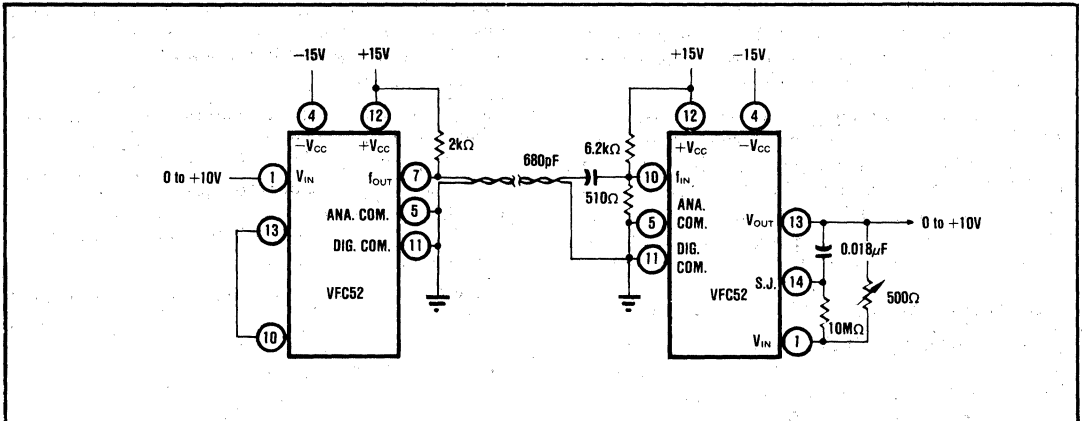 −15V
+15V
4
12
−VCC
+VCC
2kΩ
0 to +10V
1
VIN
fOUT
7
ANA. COM.
5
13
DIG. COM.
11
VFC52
10
680pF
+15V
−15V
12
4
6.2kΩ
+VCC
−VCC
10
fIN
510Ω
ANA.
COM.
5
VOUT
13
0 to +10V
DIG.
COM.
11
0.018μF
S.J.
14
VFC52
500Ω
10MΩ
VIN
1